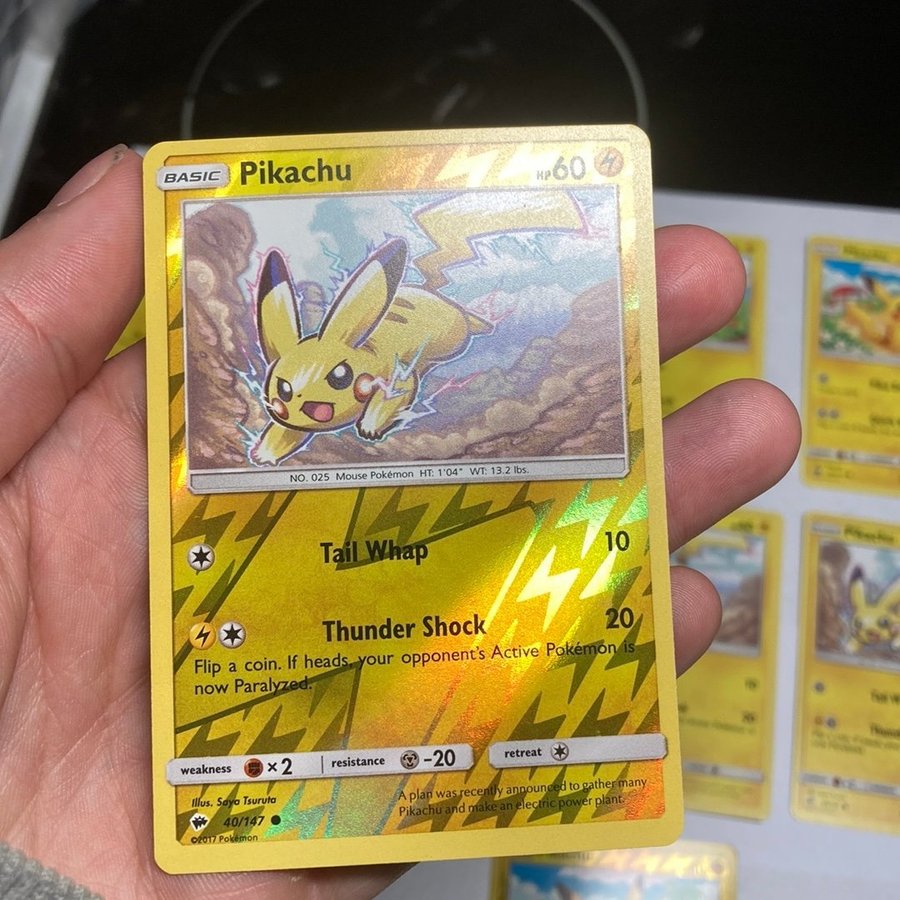 BASIC Pikachu HP60
NO. 025 Mouse Pokémon HT: 1'04" WT: 13.2 lbs.
Tail Whap 10
Thunder Shock 20
Flip a coin. If heads, your opponent's Active Pokémon is
now Paralyzed.
weakness ×2 resistance -20 retreat
Illus. Saya Tsuruta
A plan was recently announced to gather many
Pikachu and make an electric power plant.
40/147
©2017 Pokémon
Pikachu